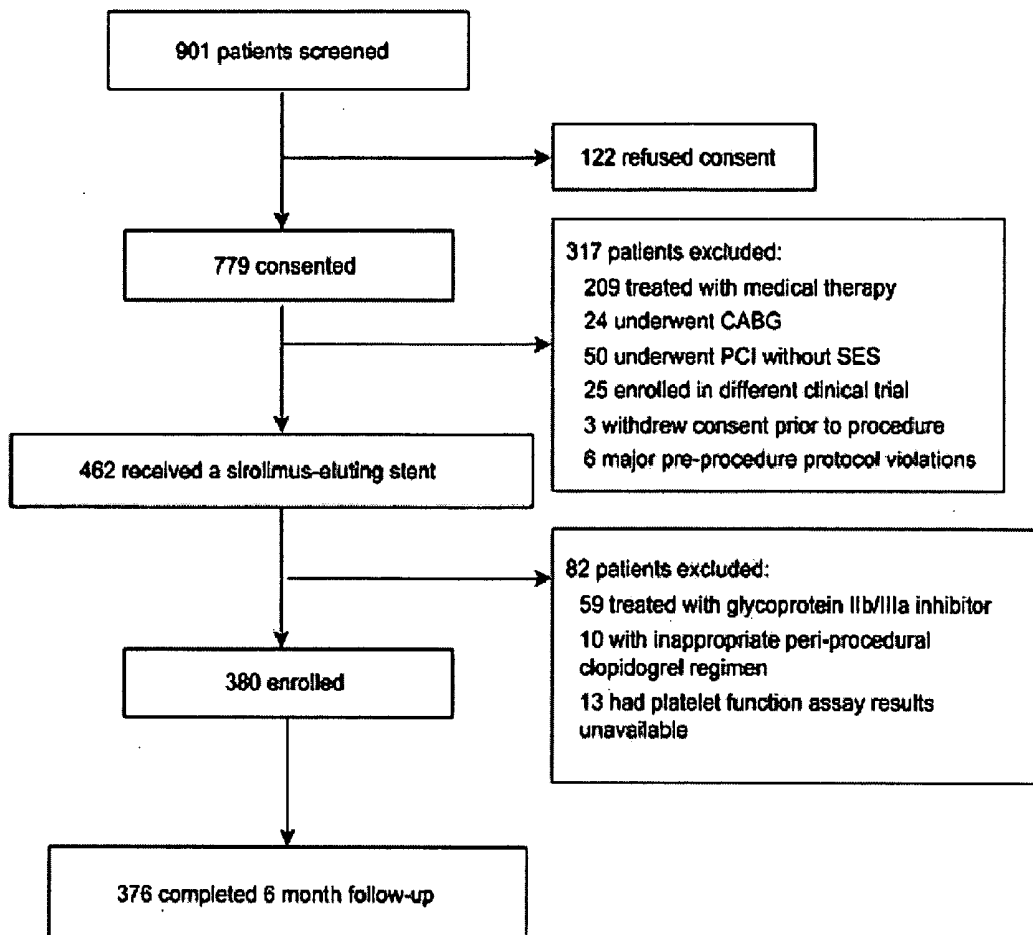 901 patients screened
122 refused consent
779 consented
317 patients excluded:
209 treated with medical therapy
24 underwent CABG
50 underwent PCI without SES
25 enrolled in different clinical trial
3 withdrew consent prior to procedure
6 major pre-procedure protocol violations
462 received a sirolimus-eluting stent
82 patients excluded:
59 treated with glycoprotein IIb/IIIa inhibitor
10 with inappropriate peri-procedural
clopidogrel regimen
13 had platelet function assay results
unavailable
380 enrolled
376 completed 6 month follow-up